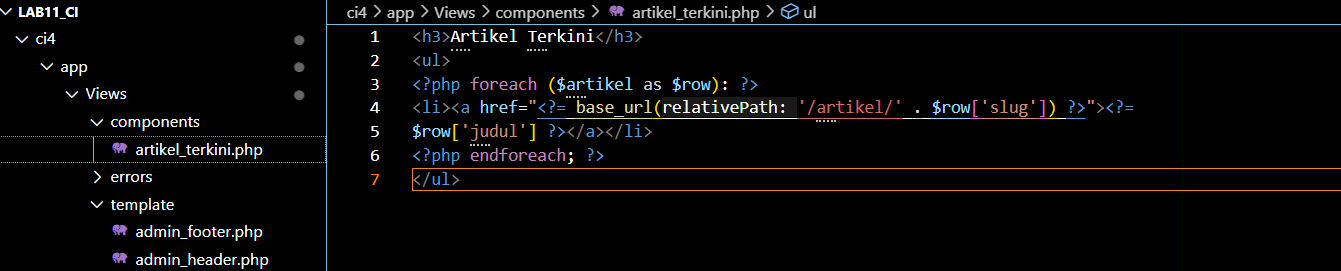 LAB11_CI
ci4
app
Views
components
artikel_terkini.php
errors
template
admin_footer.php
admin_header.php
ci4 > app > Views > components > artikel_terkini.php > ul
1 <h3>Artikel Terkini</h3>
2 <ul>
3 <?php foreach ($artikel as $row): ?>
4 <li><a href="<?= base_url(relativePath: '/artikel/' . $row['slug']) ?>"><?=
5 $row['judul'] ?></a></li>
6 <?php endforeach; ?>
7 </ul>